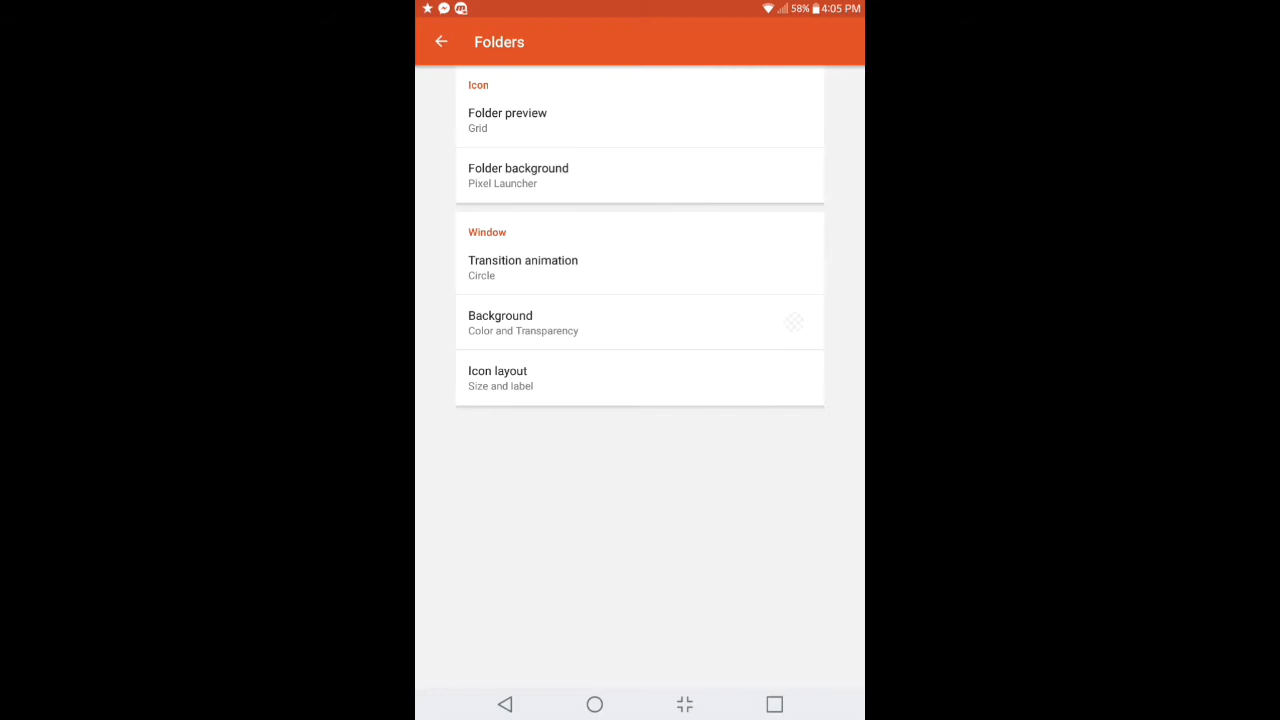 58% 4:05 PM
Folders
Icon
Folder preview
Grid
Folder background
Pixel Launcher
Window
Transition animation
Circle
Background
Color and Transparency
Icon layout
Size and label